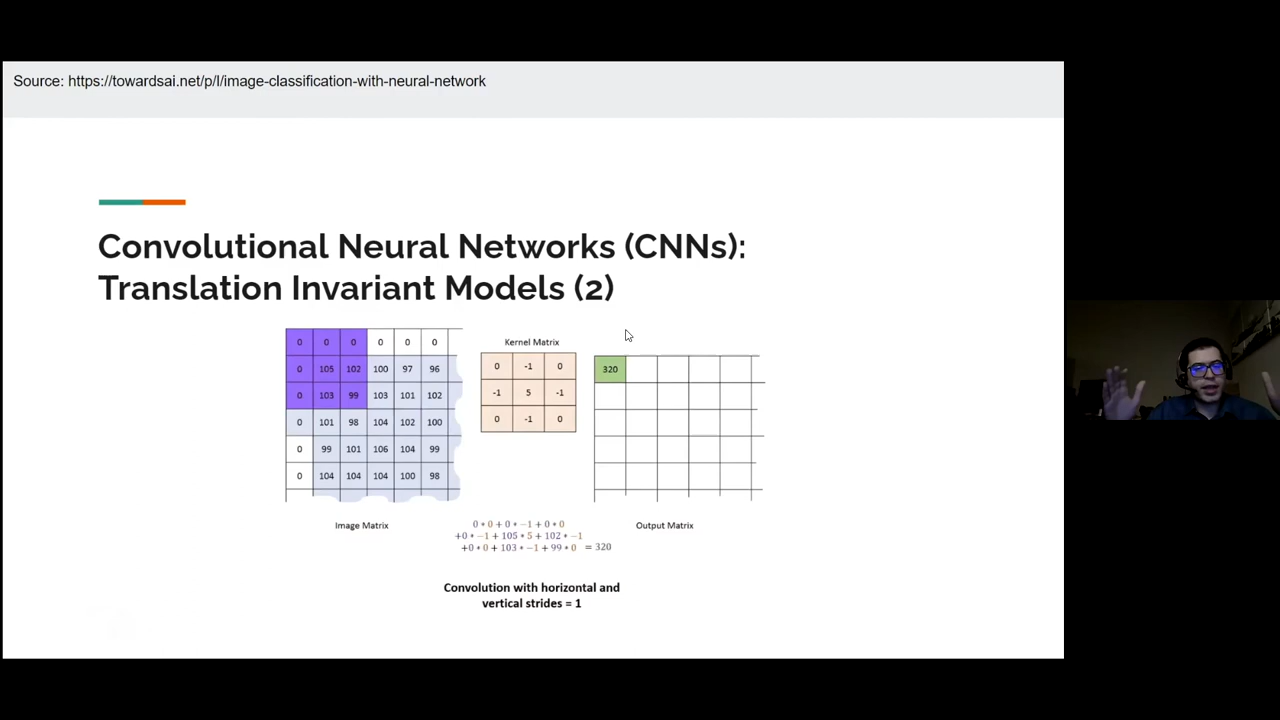 Source: https://towardsai.net/p/l/image-classification-with-neural-network
Convolutional Neural Networks (CNNs):
Translation Invariant Models (2)
0 0 0 0 0 0
0 105 102 100 97 96
0 103 99 103 101 102
0 101 98 104 102 100
0 99 101 106 104 99
0 104 104 104 100 98
Image Matrix
Kernel Matrix
0 -1 0
-1 5 -1
0 -1 0
320
Output Matrix
0 * 0 + 0 * −1 + 0 * 0
+0 * −1 + 105 * 5 + 102 * −1
+0 * 0 + 103 * −1 + 99 * 0 = 320
Convolution with horizontal and
vertical strides = 1